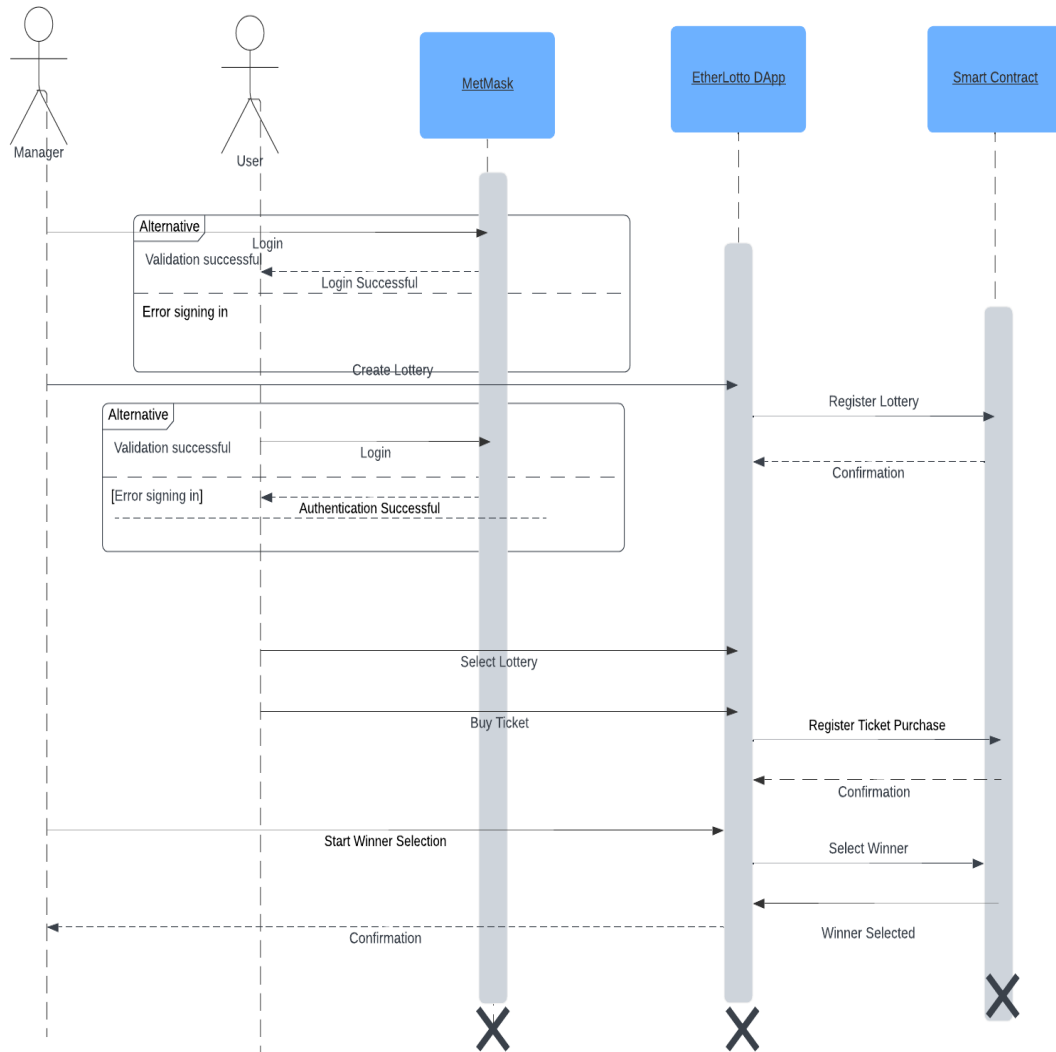 MetMask
EtherLotto DApp
Smart Contract
Manager
User
Alternative
Login
Validation successful
Login Successful
Error signing in
Create Lottery
Register Lottery
Alternative
Validation successful
Login
Confirmation
[Error signing in]
Authentication Successful
Select Lottery
Buy Ticket
Register Ticket Purchase
Confirmation
Start Winner Selection
Select Winner
Winner Selected
Confirmation